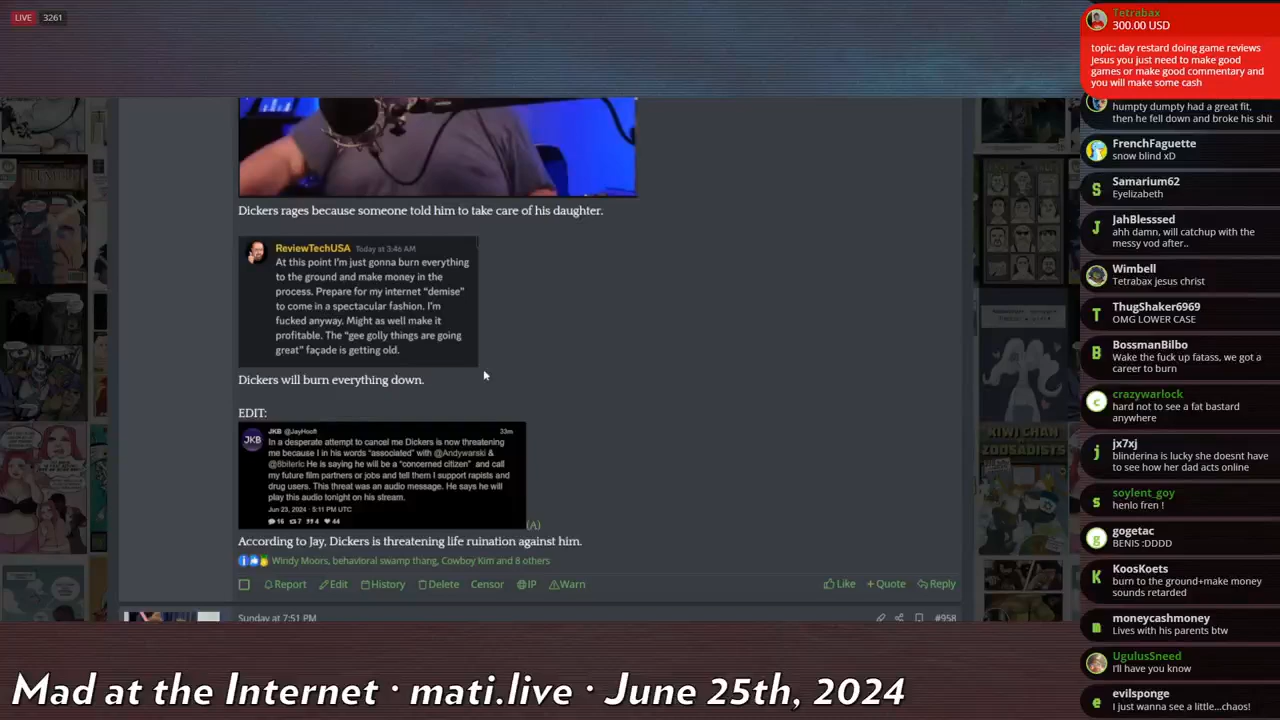 LIVE 3261
Dickers rages because someone told him to take care of his daughter.
ReviewTechUSA Today at 3:46 AM
At this point I'm just gonna burn everything
to the ground and make money in the
process. Prepare for my internet “demise”
to come in a spectacular fashion. I'm
fucked anyway. Might as well make it
profitable. The “gee golly things are going
great” façade is getting old.
Dickers will burn everything down.
EDIT:
JKB
JKB @JayHooft 33m
In a desperate attempt to cancel me Dickers is now threatening
me because I in his words “associated” with @Andywarski &
@8biteric He is saying he will be a “concerned citizen” and call
my future film partners or jobs and tell them I support rapists and
drug users. This threat was an audio message. He says he will
play this audio tonight on his stream.
Jun 23, 2024 · 5:11 PM UTC
16 4 44
(A)
According to Jay, Dickers is threatening life ruination against him.
Windy Moors, behavioral swamp thang, Cowboy Kim and 8 others
Report Edit History Delete Censor IP Warn
Like + Quote Reply
Sunday at 7:51 PM
#958
KIWI CHAN
ZOOSADISTS
Tetrabax
300.00 USD
topic: day restard doing game reviews
jesus you just need to make good
games or make good commentary and
you will make some cash
humpty dumpty had a great fit,
then he fell down and broke his shit
FrenchFaguette
snow blind xD
S
Samarium62
Eyelizabeth
J
JahBlesssed
ahh damn, will catchup with the
messy vod after..
Wimbell
Tetrabax jesus christ
T
ThugShaker6969
OMG LOWER CASE
B
BossmanBilbo
Wake the fuck up fatass, we got a
career to burn
c
crazywarlock
hard not to see a fat bastard
anywhere
j
jx7xj
blinderina is lucky she doesnt have
to see how her dad acts online
s
soylent_goy
henlo fren !
g
gogetac
BENIS :DDDD
K
KoosKoets
burn to the ground+make money
sounds retarded
m
moneycashmoney
Lives with his parents btw
UgulusSneed
I'll have you know
e
evilsponge
I just wanna see a little...chaos!
Mad at the Internet · mati.live · June 25th, 2024